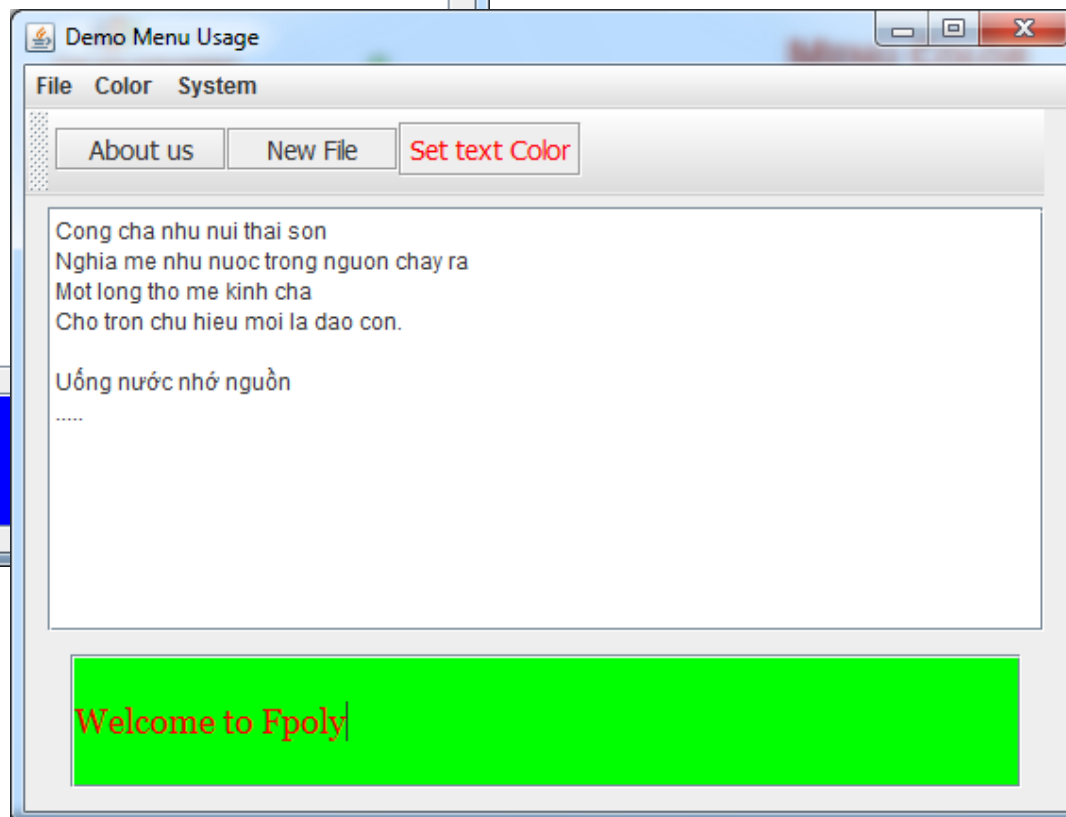 Demo Menu Usage
File Color System
About us New File Set text Color
Cong cha nhu nui thai son
Nghia me nhu nuoc trong nguon chay ra
Mot long tho me kinh cha
Cho tron chu hieu moi la dao con.
Uống nước nhớ nguồn
.....
Welcome to Fpoly